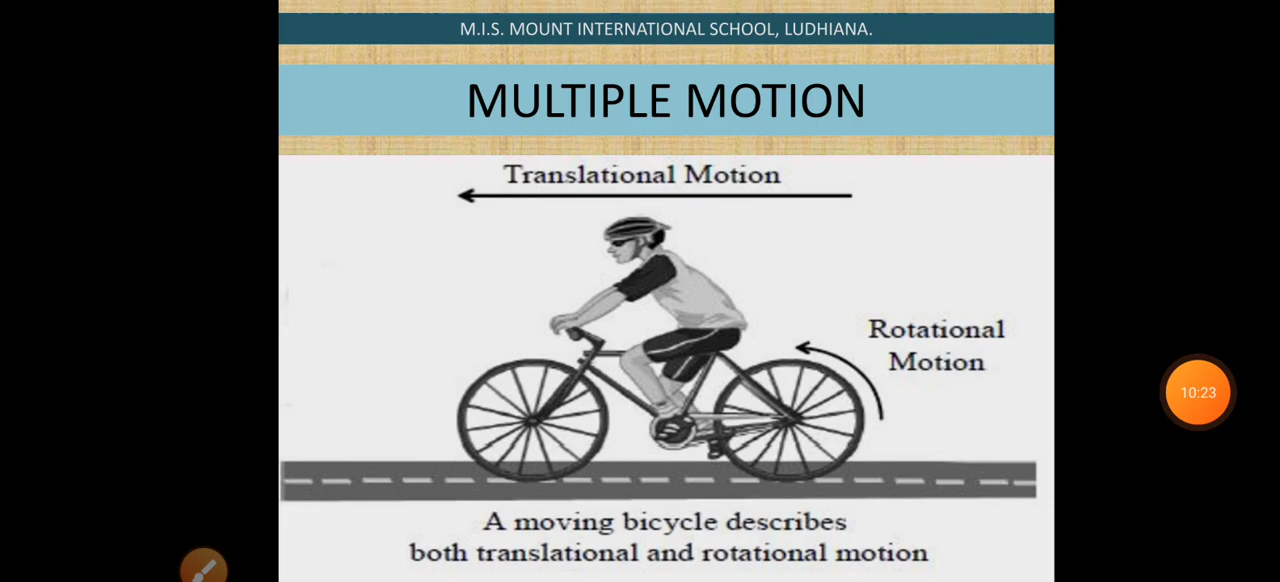 M.I.S. MOUNT INTERNATIONAL SCHOOL, LUDHIANA.
MULTIPLE MOTION
Translational Motion
Rotational
Motion
10:23
A moving bicycle describes
both translational and rotational motion